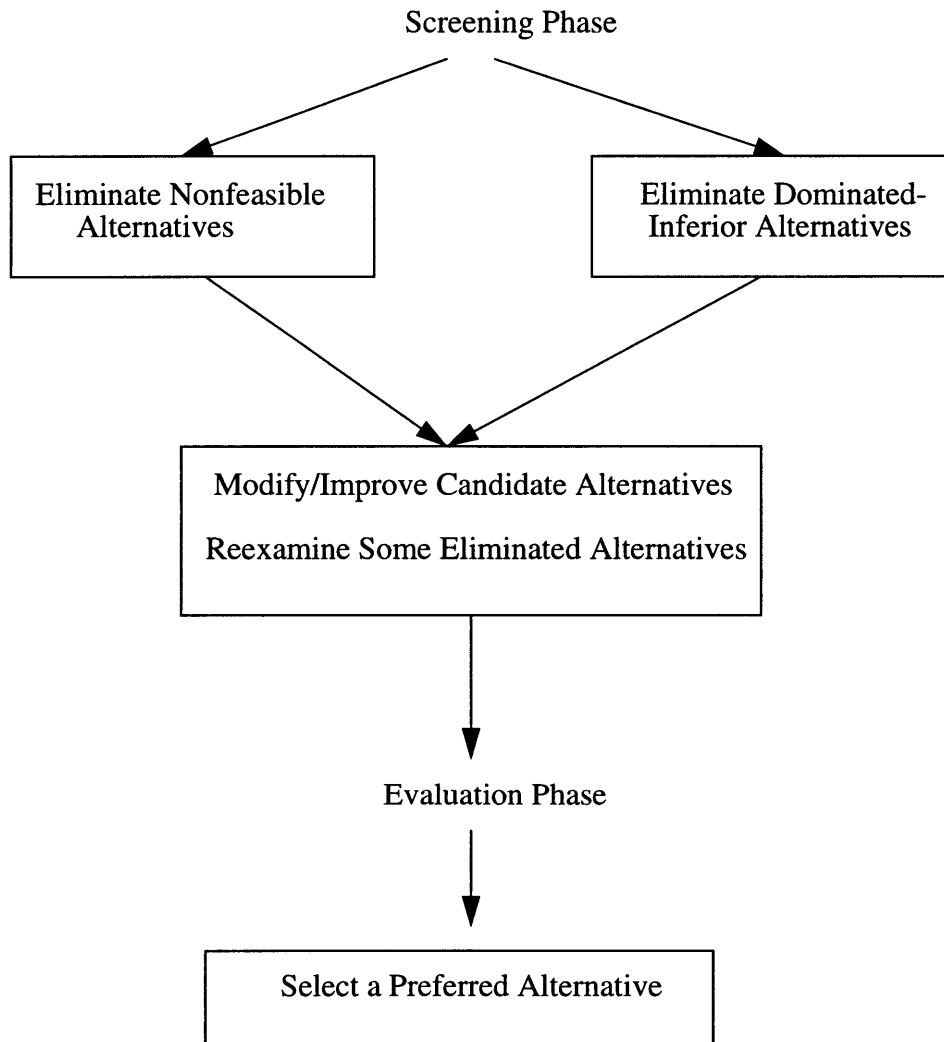 Screening Phase
Eliminate Nonfeasible
Alternatives
Eliminate Dominated-
Inferior Alternatives
Modify/Improve Candidate Alternatives
Reexamine Some Eliminated Alternatives
Evaluation Phase
Select a Preferred Alternative